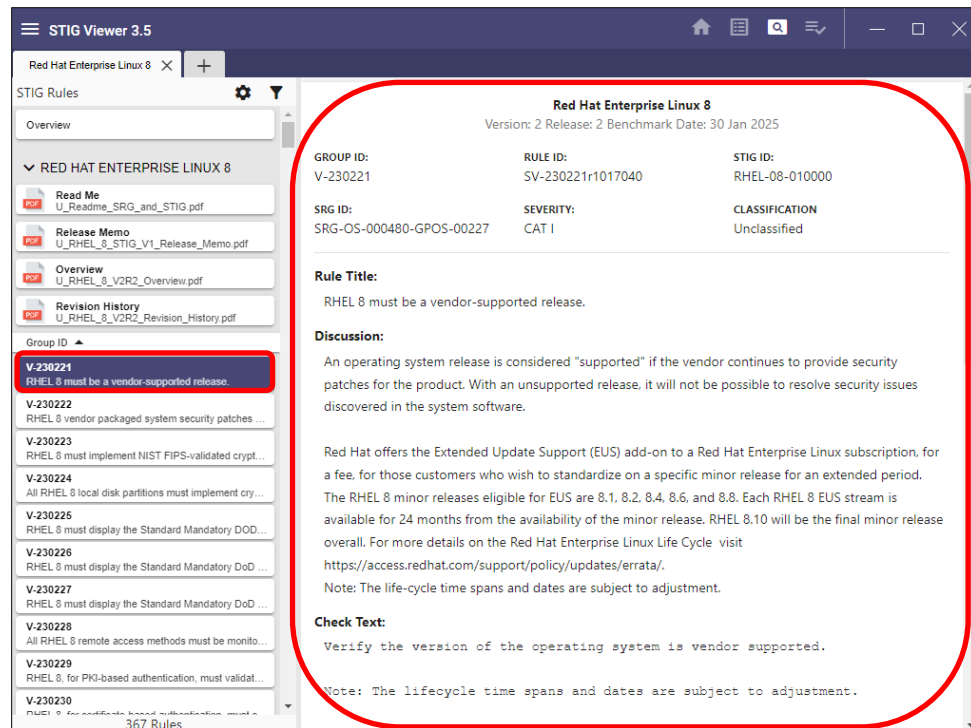 STIG Viewer 3.5
Red Hat Enterprise Linux 8
STIG Rules
Overview
RED HAT ENTERPRISE LINUX 8
PDF
Read Me
U_Readme_SRG_and_STIG.pdf
PDF
Release Memo
U_RHEL_8_STIG_V1_Release_Memo.pdf
PDF
Overview
U_RHEL_8_V2R2_Overview.pdf
PDF
Revision History
U_RHEL_8_V2R2_Revision_History.pdf
Group ID
V-230221
RHEL 8 must be a vendor-supported release.
V-230222
RHEL 8 vendor packaged system security patches ...
V-230223
RHEL 8 must implement NIST FIPS-validated crypt...
V-230224
All RHEL 8 local disk partitions must implement cry...
V-230225
RHEL 8 must display the Standard Mandatory DOD...
V-230226
RHEL 8 must display the Standard Mandatory DoD ...
V-230227
RHEL 8 must display the Standard Mandatory DoD ...
V-230228
All RHEL 8 remote access methods must be monito...
V-230229
RHEL 8, for PKI-based authentication, must validat...
V-230230
RHEL 8, for certificate-based authentication, must e...
367 Rules
Red Hat Enterprise Linux 8
Version: 2 Release: 2 Benchmark Date: 30 Jan 2025
GROUP ID: RULE ID: STIG ID:
V-230221 SV-230221r1017040 RHEL-08-010000
SRG ID: SEVERITY: CLASSIFICATION
SRG-OS-000480-GPOS-00227 CAT I Unclassified
Rule Title:
RHEL 8 must be a vendor-supported release.
Discussion:
An operating system release is considered "supported" if the vendor continues to provide security
patches for the product. With an unsupported release, it will not be possible to resolve security issues
discovered in the system software.
Red Hat offers the Extended Update Support (EUS) add-on to a Red Hat Enterprise Linux subscription, for
a fee, for those customers who wish to standardize on a specific minor release for an extended period.
The RHEL 8 minor releases eligible for EUS are 8.1, 8.2, 8.4, 8.6, and 8.8. Each RHEL 8 EUS stream is
available for 24 months from the availability of the minor release. RHEL 8.10 will be the final minor release
overall. For more details on the Red Hat Enterprise Linux Life Cycle visit
https://access.redhat.com/support/policy/updates/errata/.
Note: The life-cycle time spans and dates are subject to adjustment.
Check Text:
Verify the version of the operating system is vendor supported.
Note: The lifecycle time spans and dates are subject to adjustment.